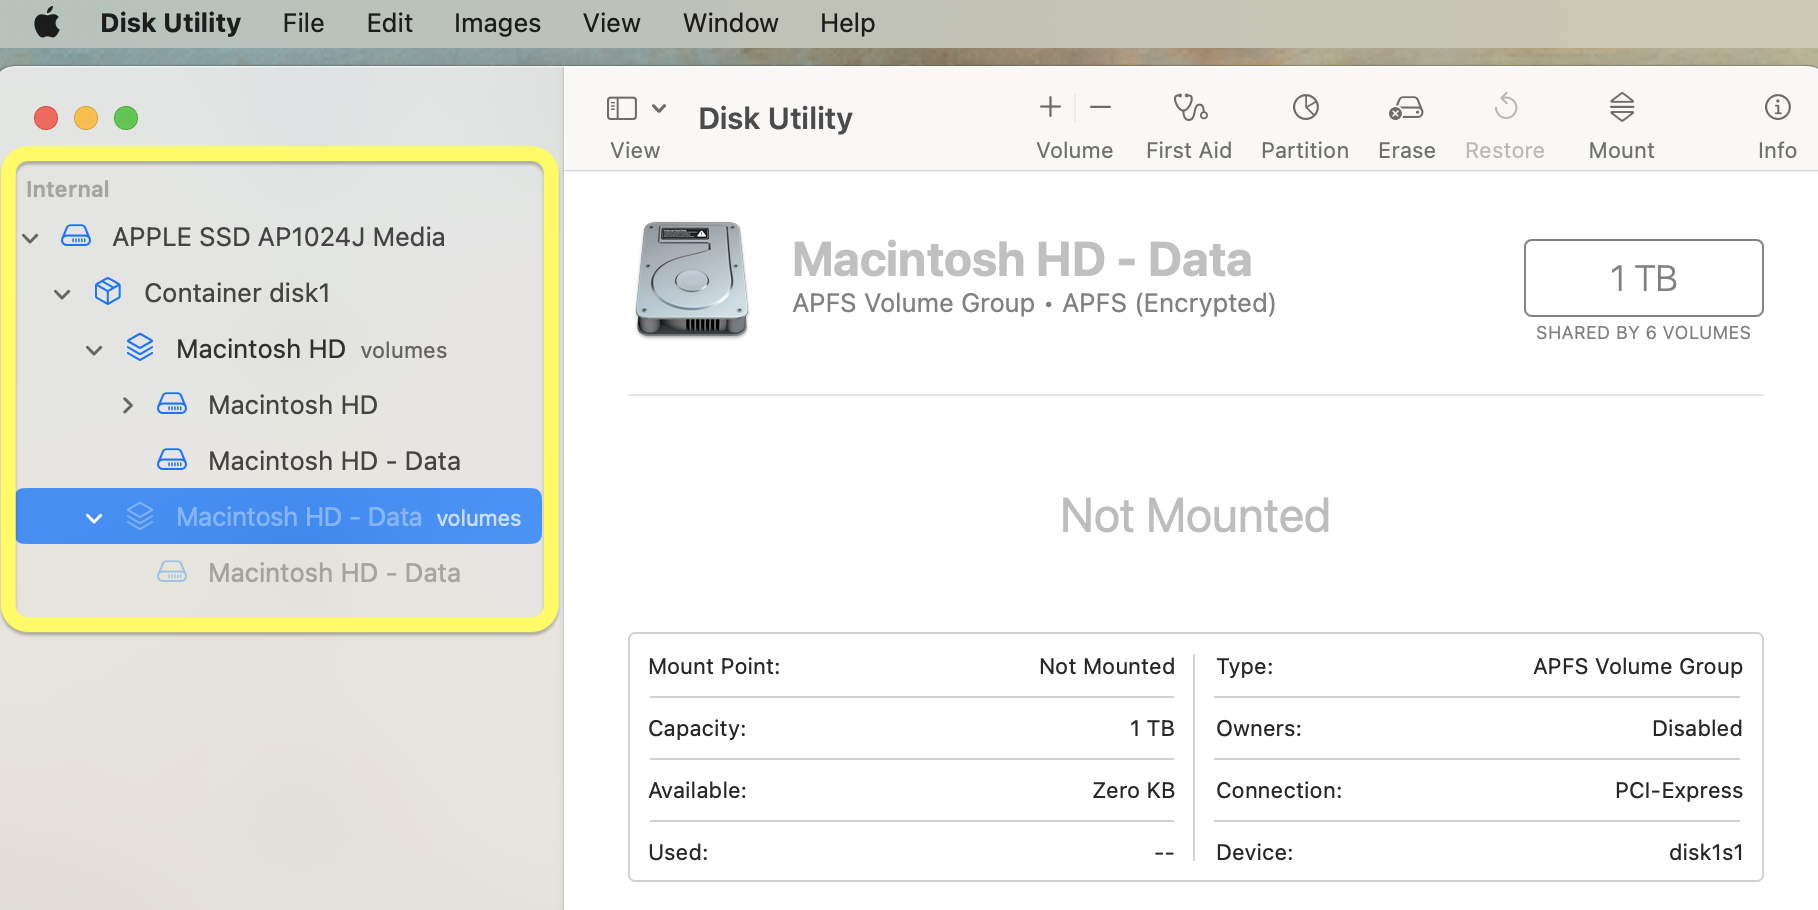 Disk Utility File Edit Images View Window Help
Internal
APPLE SSD AP1024J Media
Container disk1
Macintosh HD volumes
Macintosh HD
Macintosh HD - Data
Macintosh HD - Data volumes
Macintosh HD - Data
View
Disk Utility
Volume
First Aid
Partition
Erase
Restore
Mount
Info
Macintosh HD - Data
APFS Volume Group • APFS (Encrypted)
1 TB
SHARED BY 6 VOLUMES
Not Mounted
Mount Point: Not Mounted
Capacity: 1 TB
Available: Zero KB
Used: --
Type: APFS Volume Group
Owners: Disabled
Connection: PCI-Express
Device: disk1s1